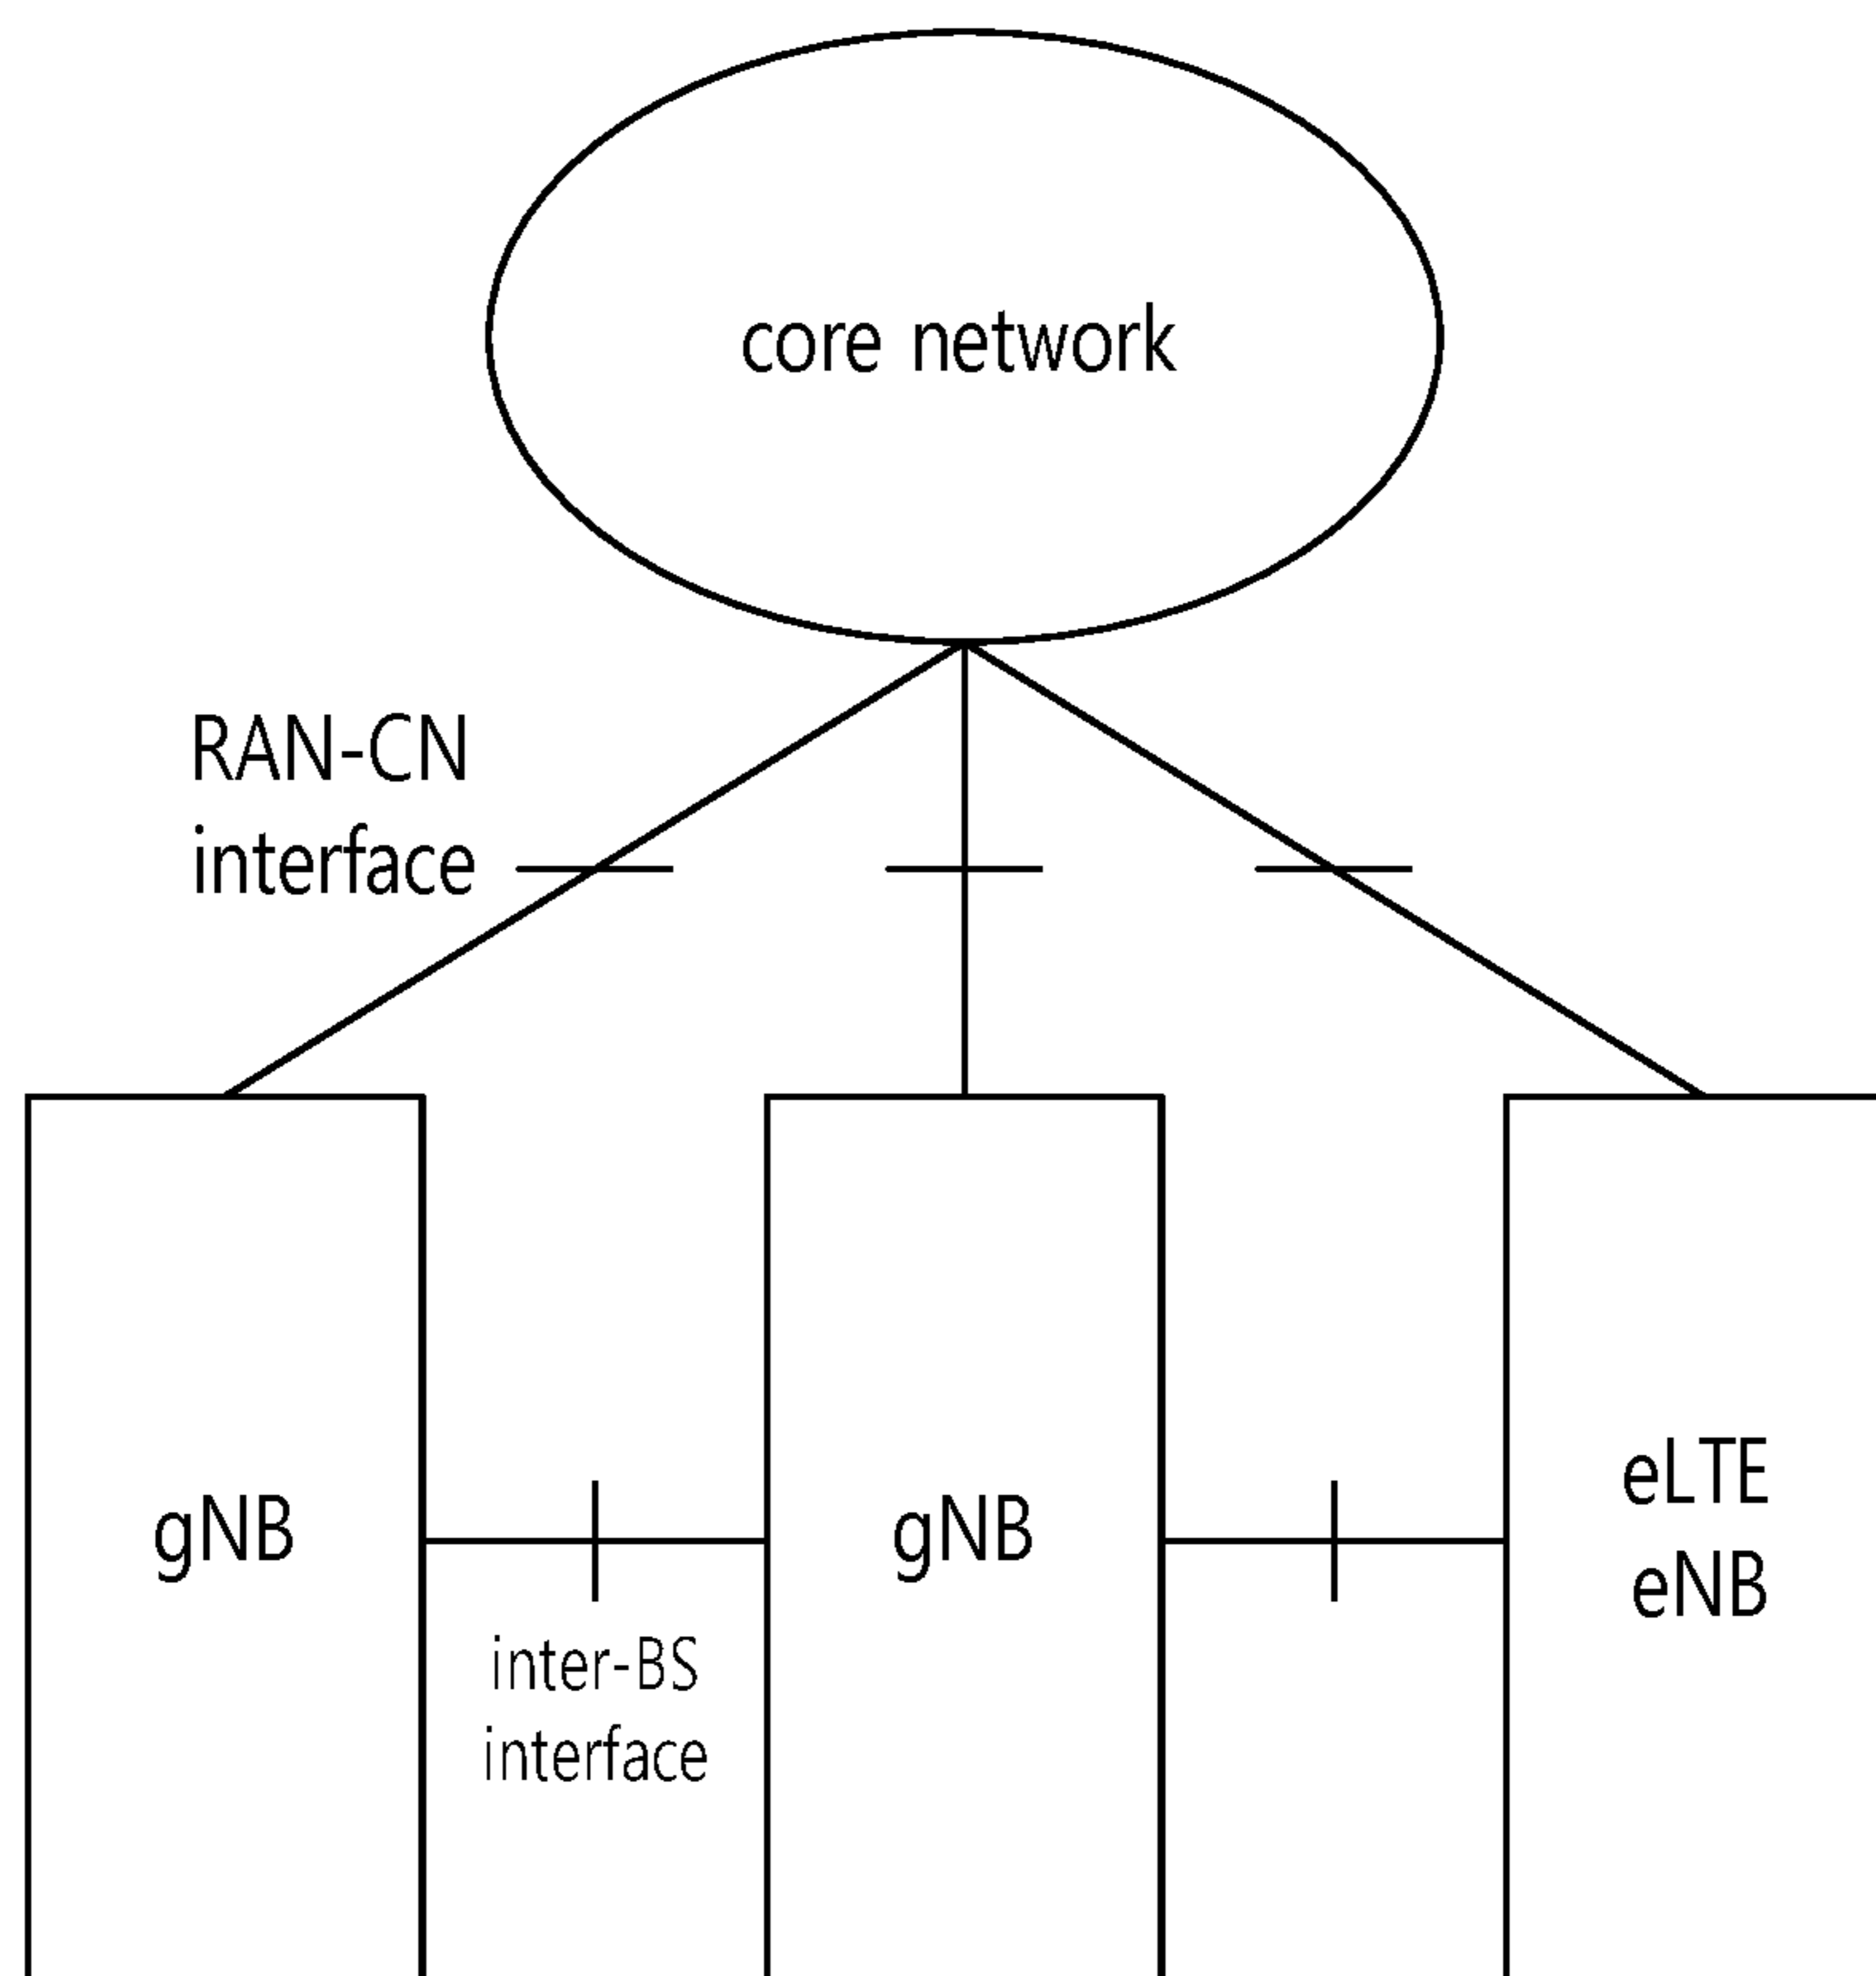 core network
RAN-CN
interface
gNB
gNB
eLTE
eNB
inter-BS
interface